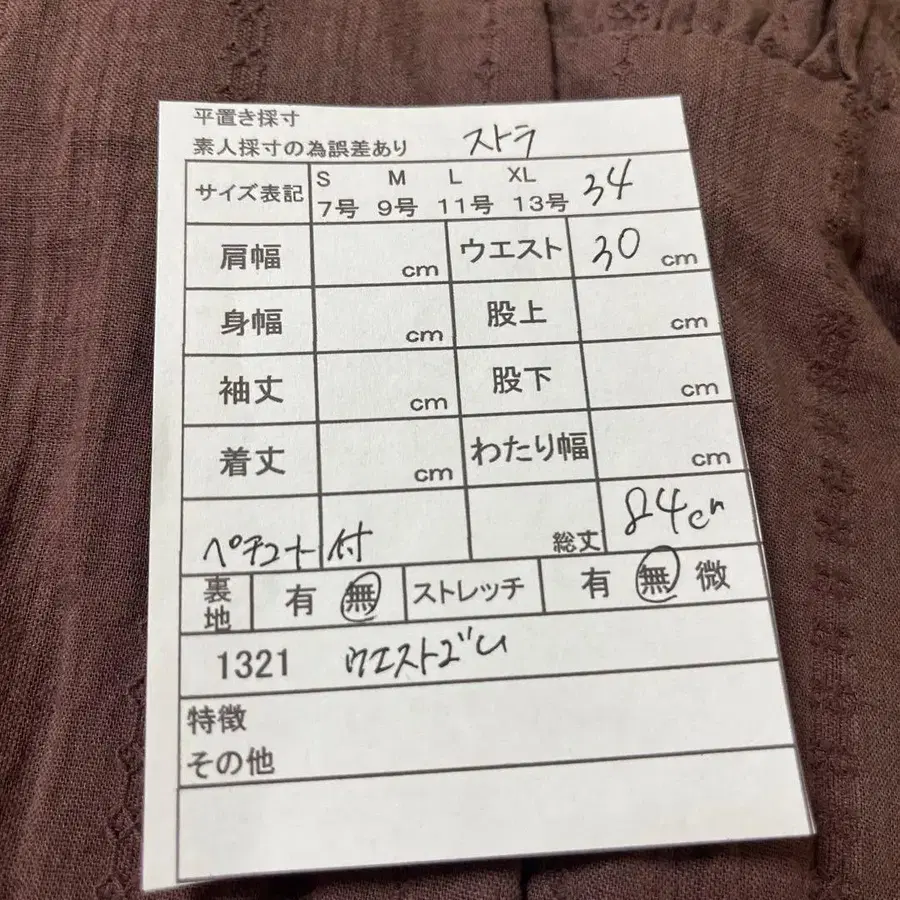 平置き採寸
素人採寸の為誤差あり ストラ
サイズ表記 S M L XL 34
7号 9号 11号 13号
肩幅 cm ウエスト 30 cm
身幅 cm 股上 cm
袖丈 cm 股下 cm
着丈 cm わたり幅 cm
ペチコート付 総丈 84cm
裏地 有 無 ストレッチ 有 無 微
1321 ウエストゴム
特徴
その他